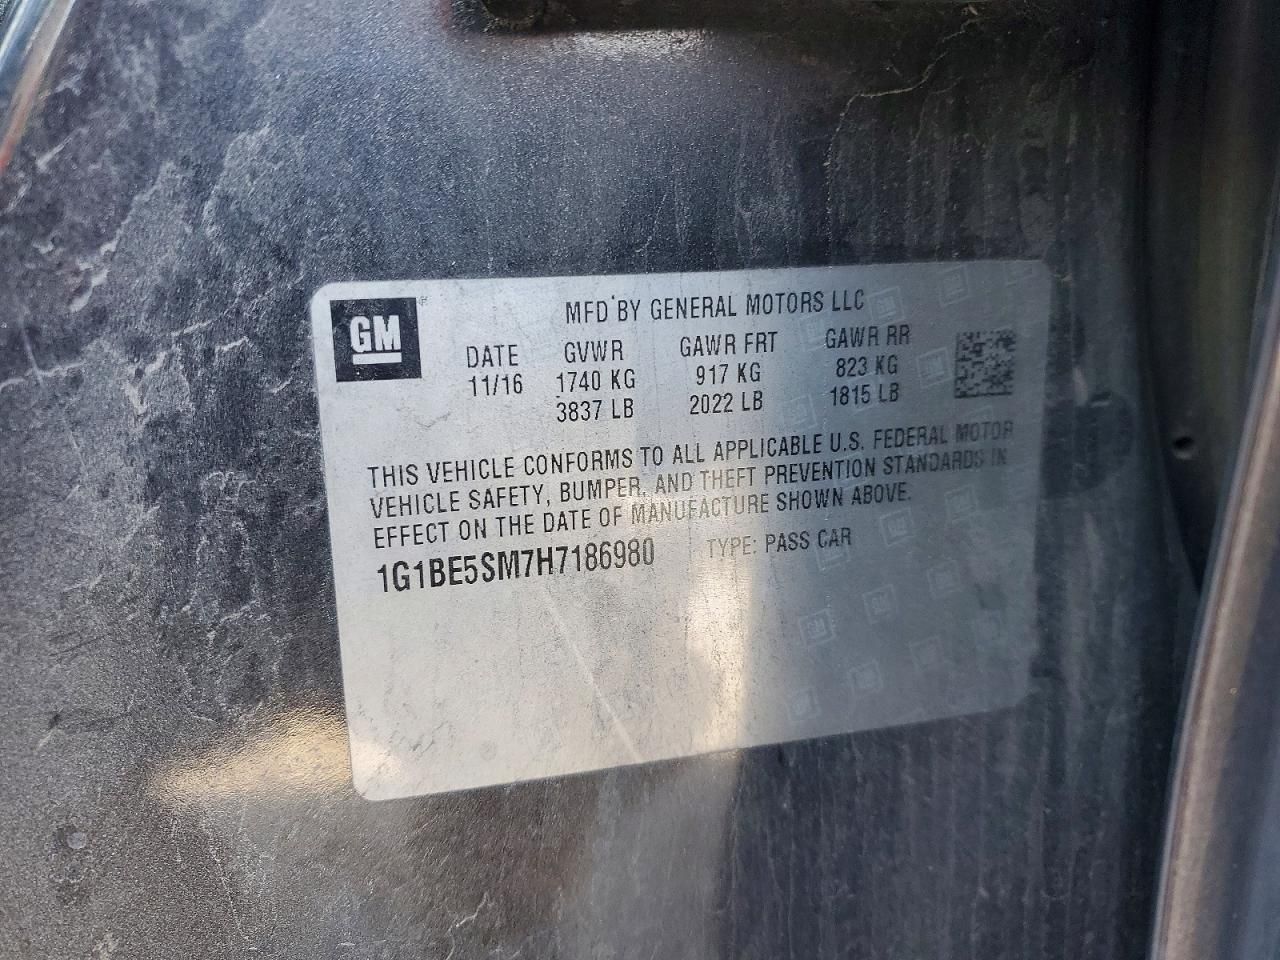 GM
MFD BY GENERAL MOTORS LLC
DATE GVWR GAWR FRT GAWR RR
11/16 1740 KG 917 KG 823 KG
3837 LB 2022 LB 1815 LB
THIS VEHICLE CONFORMS TO ALL APPLICABLE U.S. FEDERAL MOTOR
VEHICLE SAFETY, BUMPER, AND THEFT PREVENTION STANDARDS IN
EFFECT ON THE DATE OF MANUFACTURE SHOWN ABOVE.
1G1BE5SM7H7186980 TYPE: PASS CAR